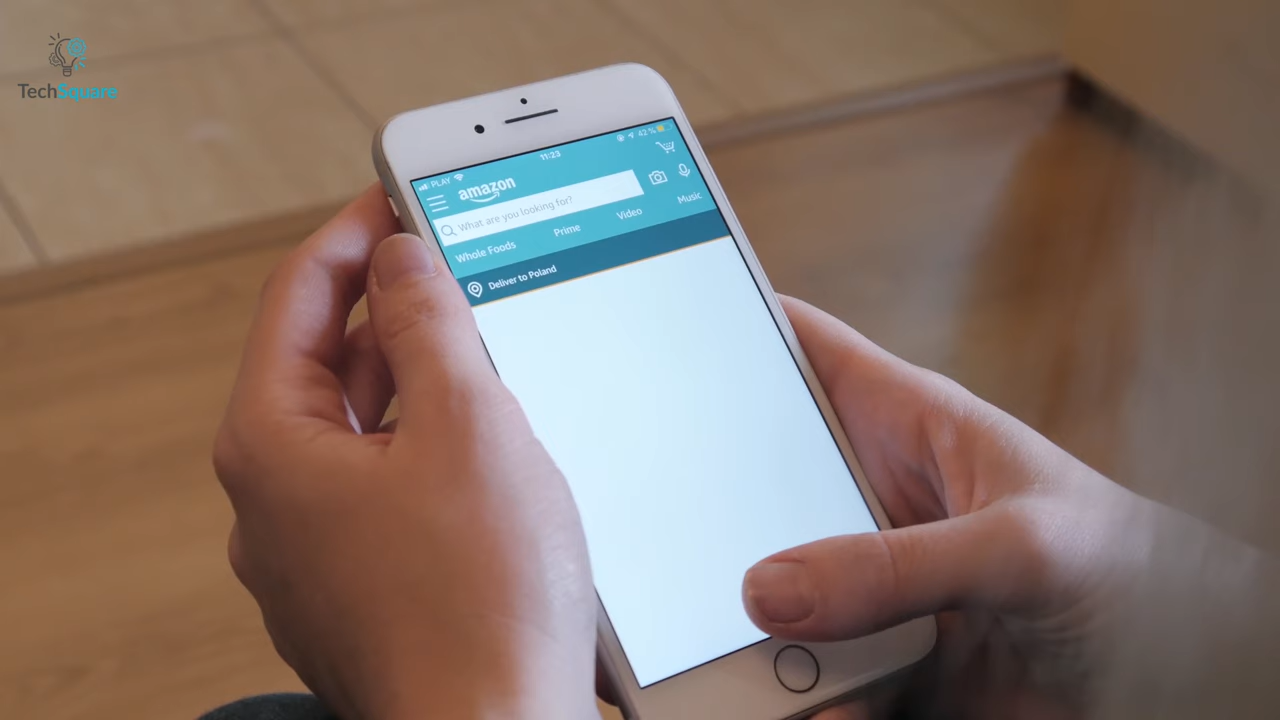 TechSquare
PLAY 11:23 42 %
amazon
What are you looking for?
Whole Foods Prime Video Music
Deliver to Poland